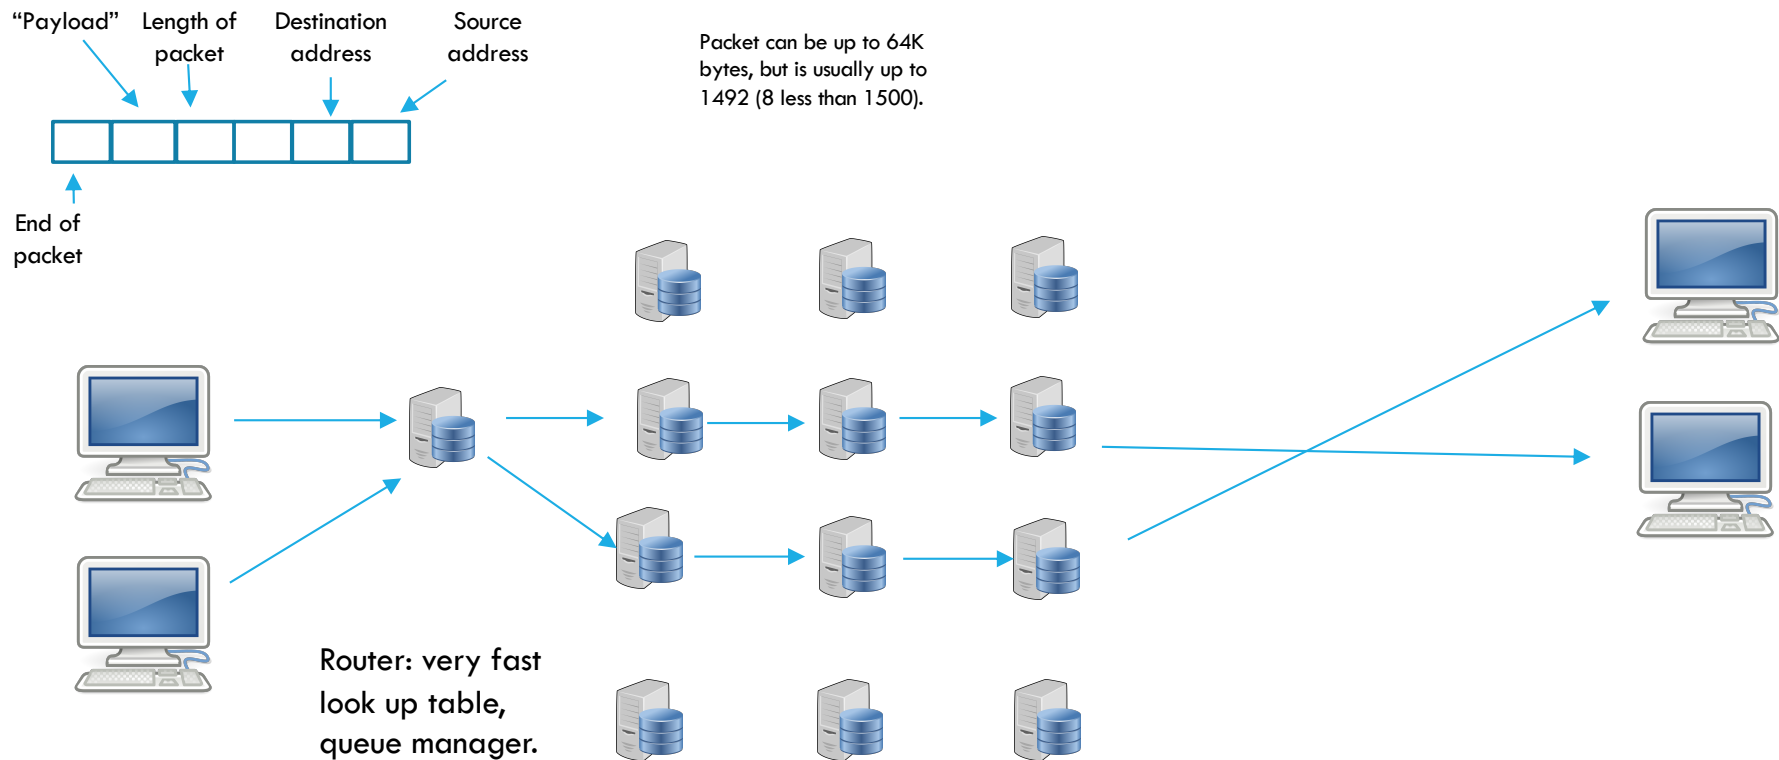 “Payload”
Length of
packet
Destination
address
Source
address
Packet can be up to 64K
bytes, but is usually up to
1492 (8 less than 1500).
End of
packet
Router: very fast
look up table,
queue manager.